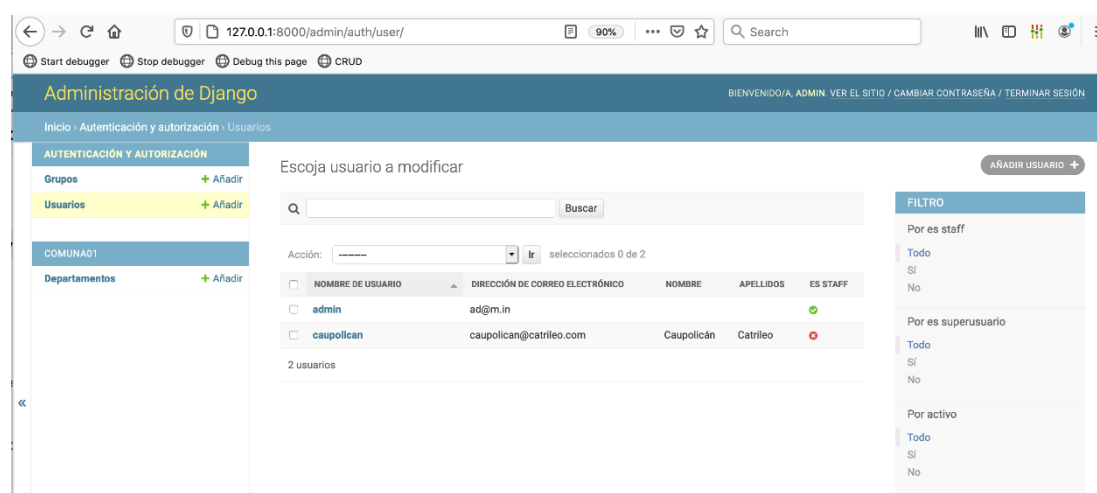 127.0.0.1:8000/admin/auth/user/
90%
Search
Start debugger
Stop debugger
Debug this page
CRUD
Administración de Django
BIENVENIDO/A, ADMIN. VER EL SITIO / CAMBIAR CONTRASEÑA / TERMINAR SESIÓN
Inicio › Autenticación y autorización › Usuarios
AUTENTICACIÓN Y AUTORIZACIÓN
Grupos + Añadir
Usuarios + Añadir
COMUNA01
Departamentos + Añadir
«
Escoja usuario a modificar
AÑADIR USUARIO +
Buscar
Acción: --------- Ir seleccionados 0 de 2
NOMBRE DE USUARIO DIRECCIÓN DE CORREO ELECTRÓNICO NOMBRE APELLIDOS ES STAFF
admin ad@m.in
caupolican caupolican@catrileo.com Caupolicán Catrileo
2 usuarios
FILTRO
Por es staff
Todo
Sí
No
Por es superusuario
Todo
Sí
No
Por activo
Todo
Sí
No